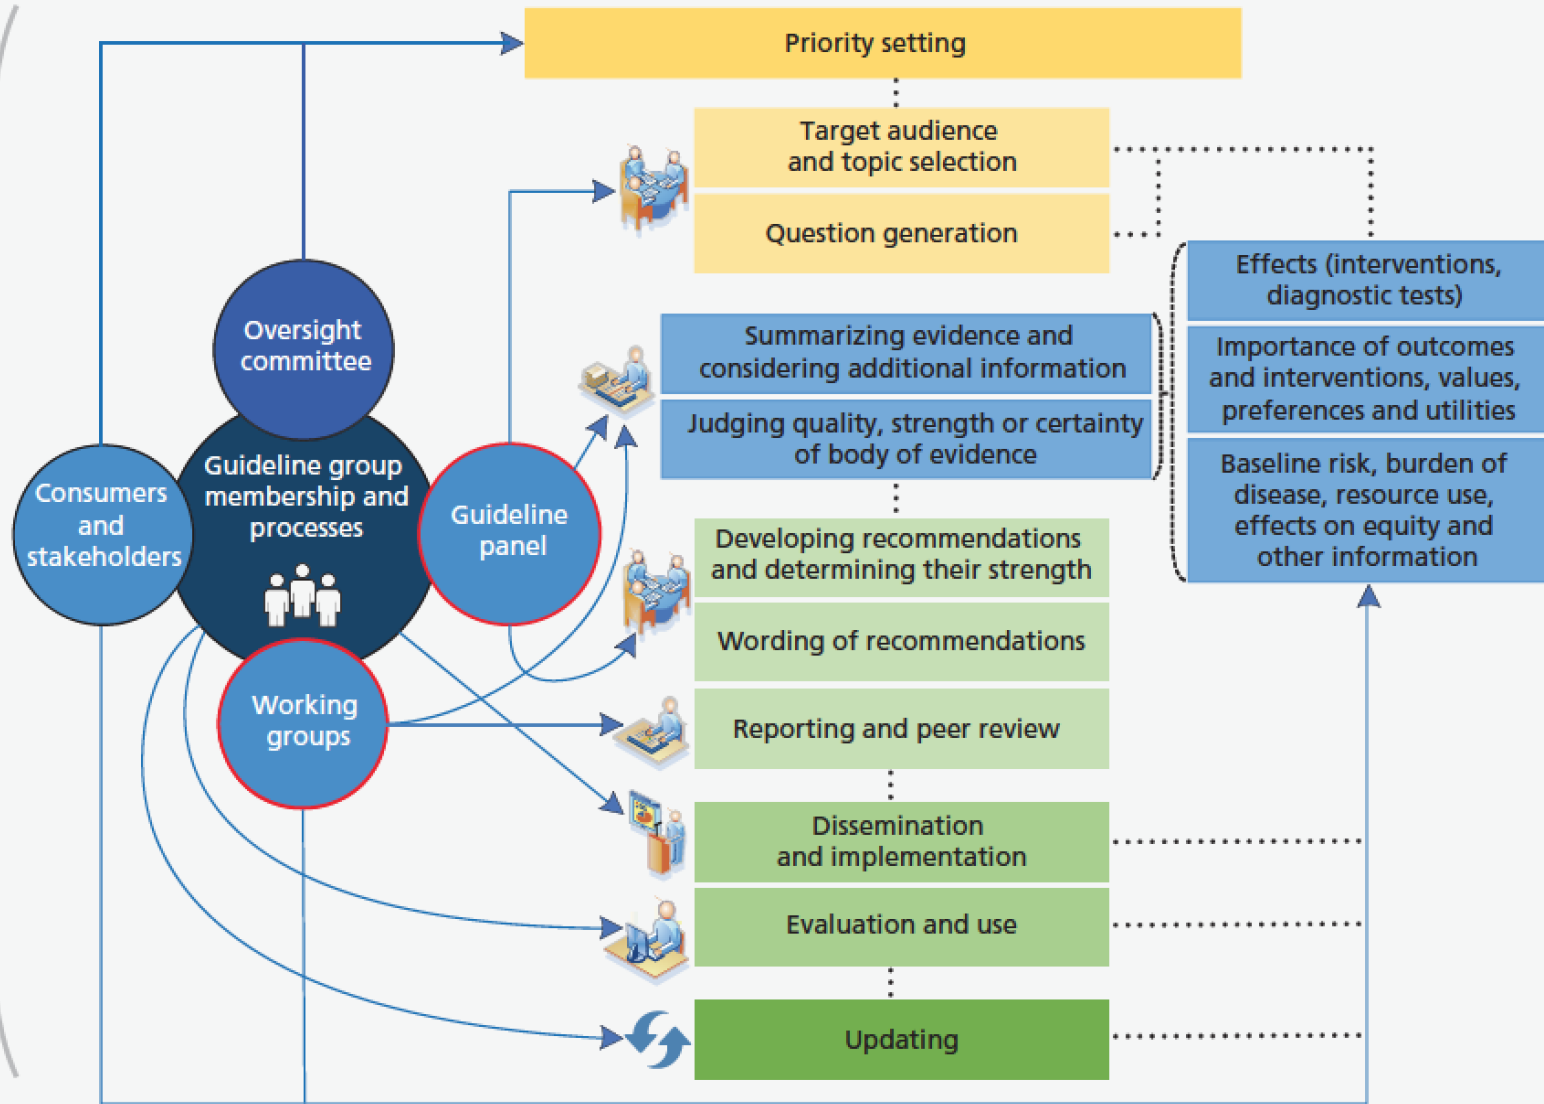 Priority setting
Target audience
and topic selection
Question generation
Effects (interventions,
diagnostic tests)
Importance of outcomes
and interventions, values,
preferences and utilities
Baseline risk, burden of
disease, resource use,
effects on equity and
other information
Summarizing evidence and
considering additional information
Judging quality, strength or certainty
of body of evidence
Oversight
committee
Guideline group
membership and
processes
Consumers
and
stakeholders
Guideline
panel
Working
groups
Developing recommendations
and determining their strength
Wording of recommendations
Reporting and peer review
Dissemination
and implementation
Evaluation and use
Updating